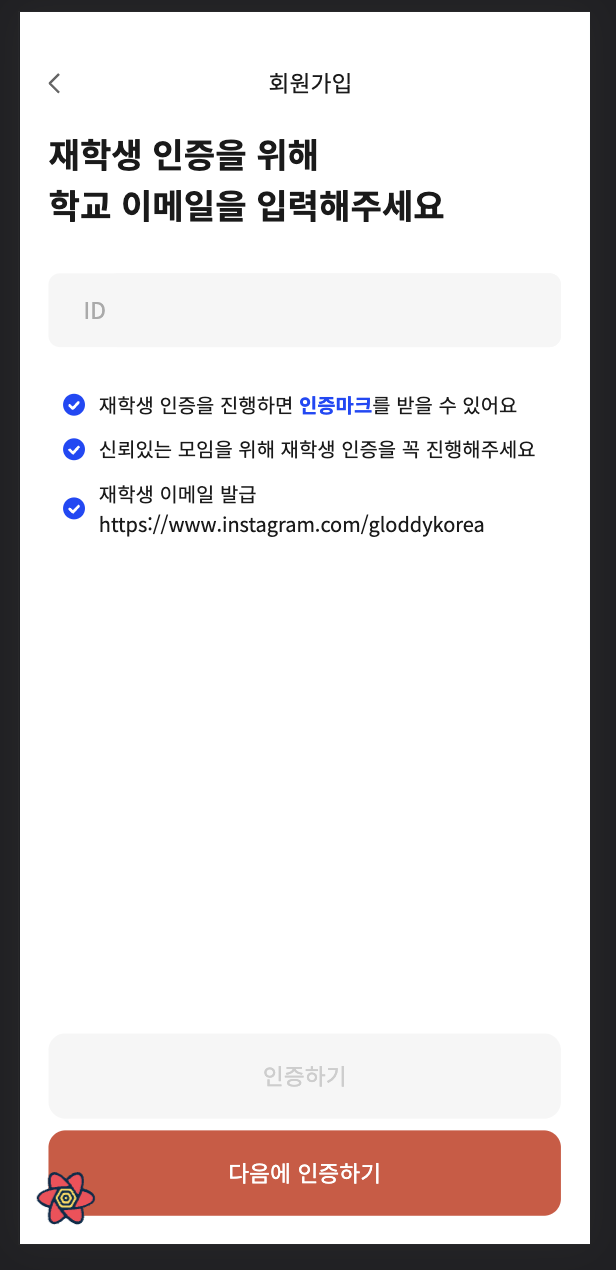 회원가입
재학생 인증을 위해
학교 이메일을 입력해주세요
ID
재학생 인증을 진행하면 인증마크를 받을 수 있어요
신뢰있는 모임을 위해 재학생 인증을 꼭 진행해주세요
재학생 이메일 발급
https://www.instagram.com/gloddykorea
인증하기
다음에 인증하기